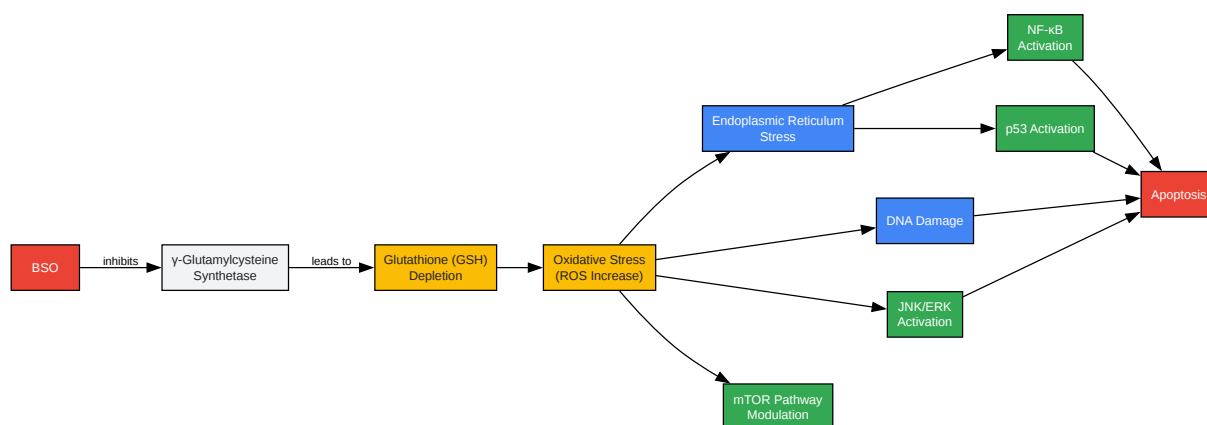 BSO
inhibits
γ-Glutamylcysteine
Synthetase
leads to
Glutathione (GSH)
Depletion
Oxidative Stress
(ROS Increase)
Endoplasmic Reticulum
Stress
NF-κB
Activation
p53 Activation
DNA Damage
JNK/ERK
Activation
mTOR Pathway
Modulation
Apoptosis